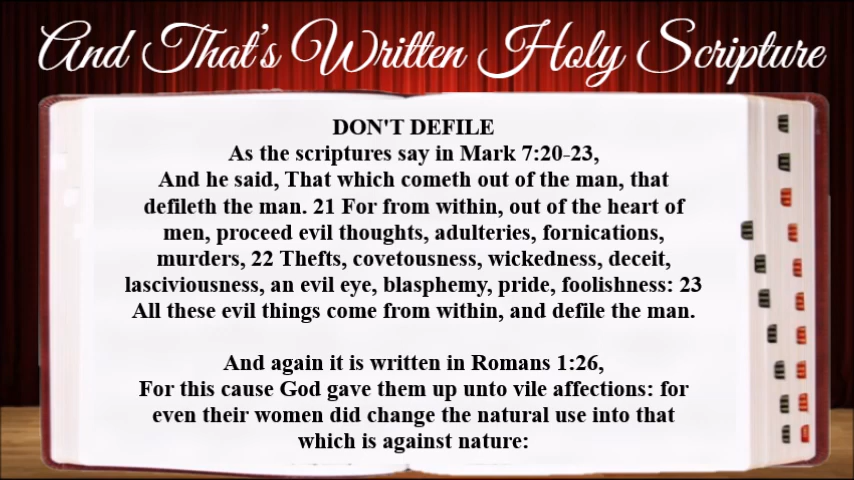 And That's Written Holy Scripture
DON'T DEFILE
As the scriptures say in Mark 7:20-23,
And he said, That which cometh out of the man, that
defileth the man. 21 For from within, out of the heart of
men, proceed evil thoughts, adulteries, fornications,
murders, 22 Thefts, covetousness, wickedness, deceit,
lasciviousness, an evil eye, blasphemy, pride, foolishness: 23
All these evil things come from within, and defile the man.
And again it is written in Romans 1:26,
For this cause God gave them up unto vile affections: for
even their women did change the natural use into that
which is against nature: